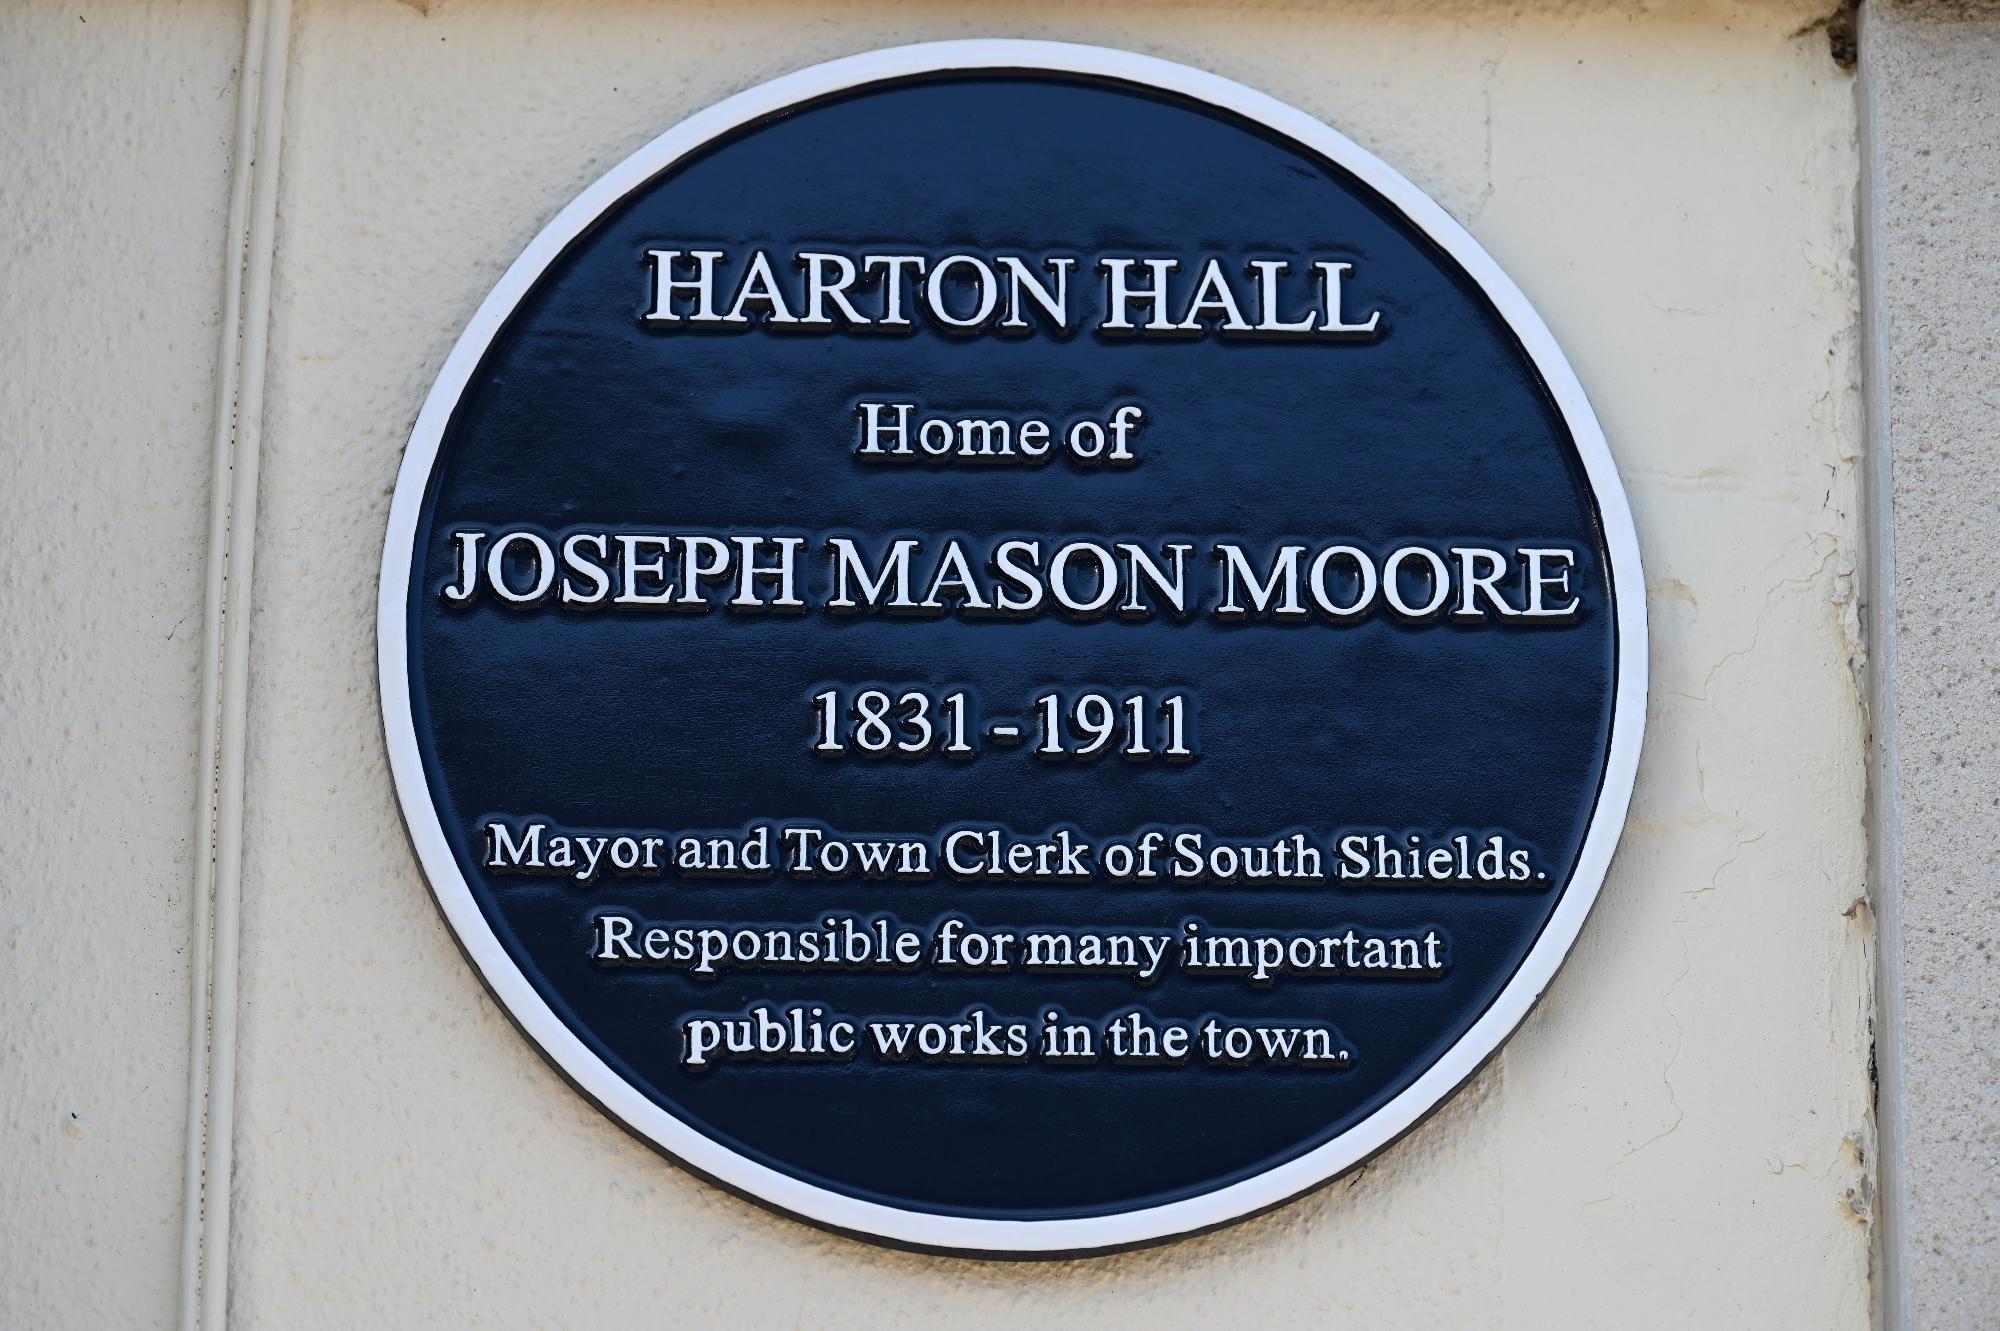 HARTON HALL
Home of
JOSEPH MASON MOORE
1831-1911
Mayor and Town Clerk of South Shields.
Responsible for many important
public works in the town.